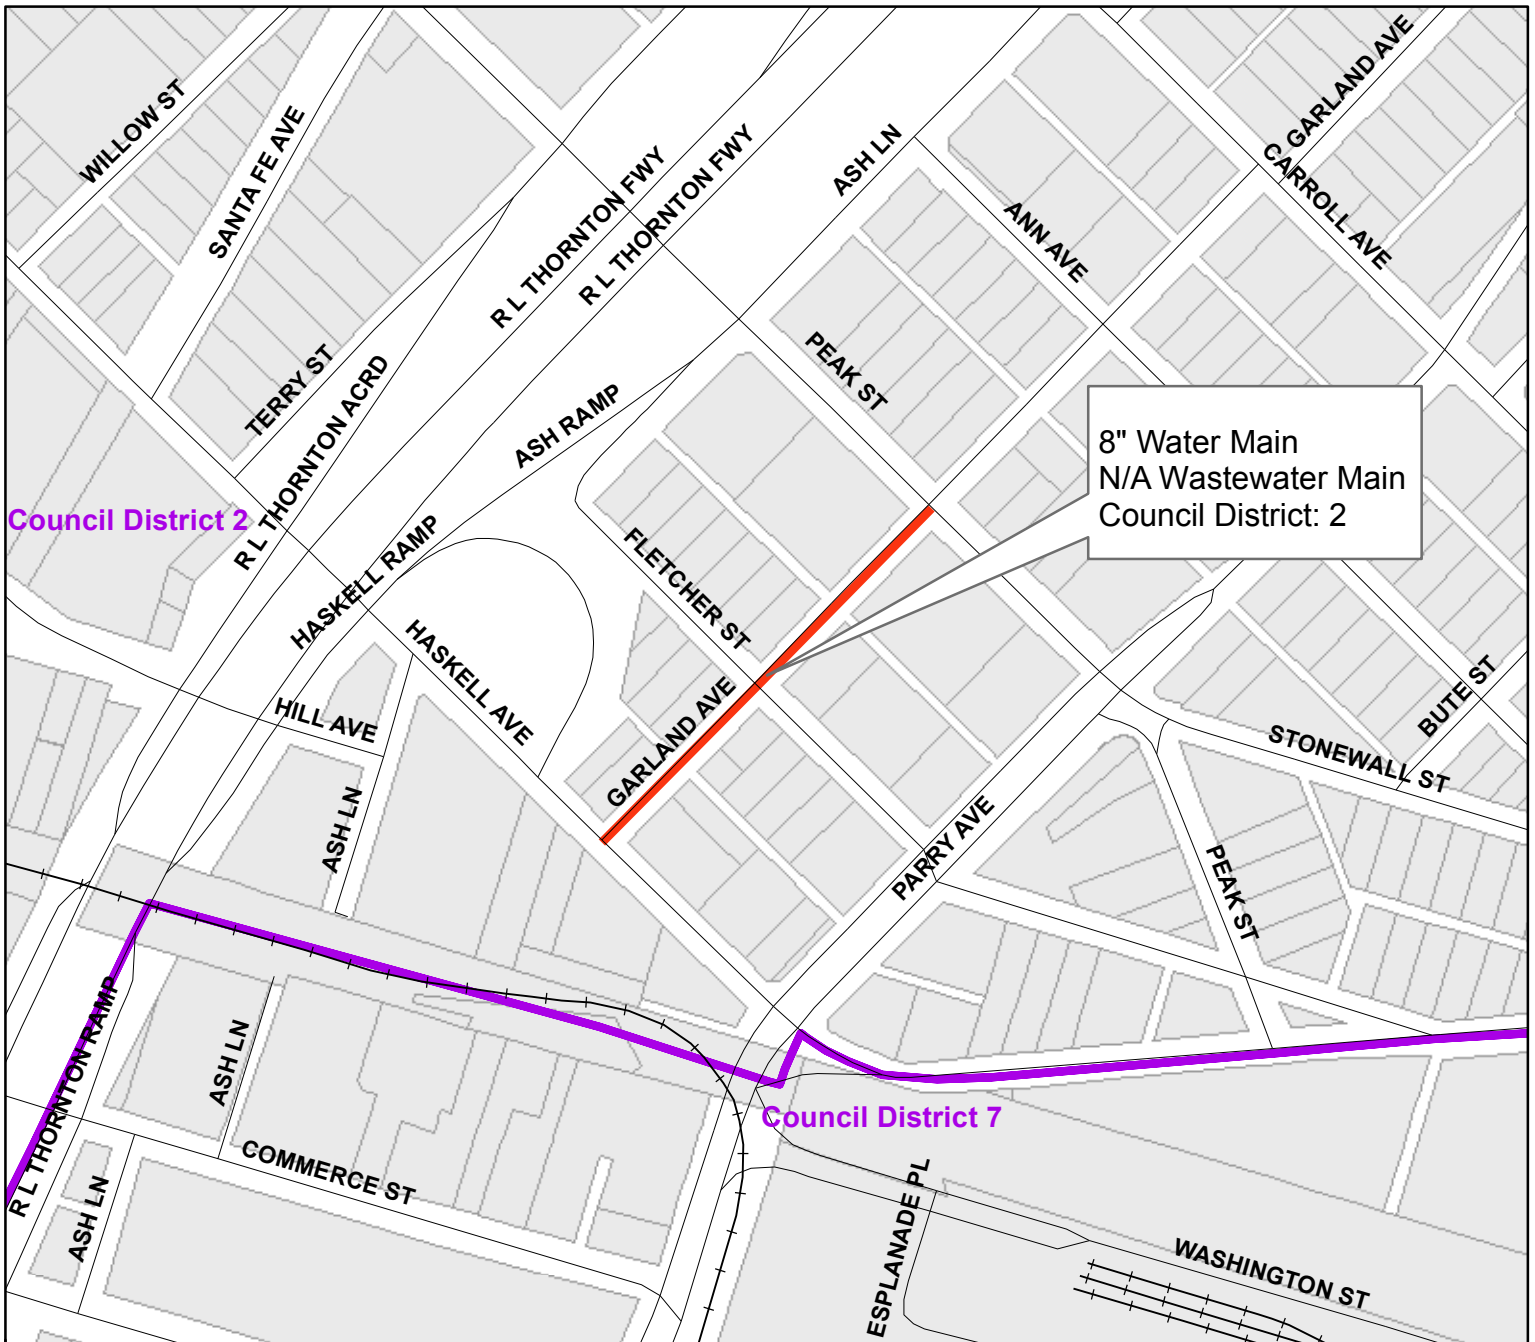 WILLOW ST
SANTA FE AVE
R L THORNTON FWY
R L THORNTON FWY
ASH LN
C GARLAND AVE
CARROLL AVE
ANN AVE
PEAK ST
TERRY ST
R L THORNTON ACRD
ASH RAMP
8" Water Main
N/A Wastewater Main
Council District: 2
Council District 2
HASKELL RAMP
FLETCHER ST
HASKELL AVE
GARLAND AVE
HILL AVE
BUTE ST
STONEWALL ST
ASH LN
PARRY AVE
PEAK ST
R L THORNTON RAMP
ASH LN
Council District 7
COMMERCE ST
ASH LN
ESPLANADE PL
WASHINGTON ST